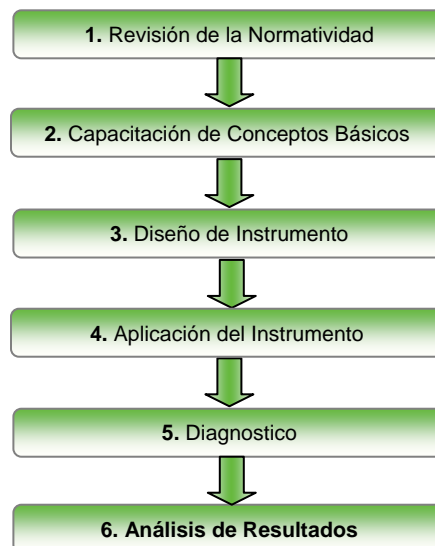 1. Revisión de la Normatividad
2. Capacitación de Conceptos Básicos
3. Diseño de Instrumento
4. Aplicación del Instrumento
5. Diagnostico
6. Análisis de Resultados